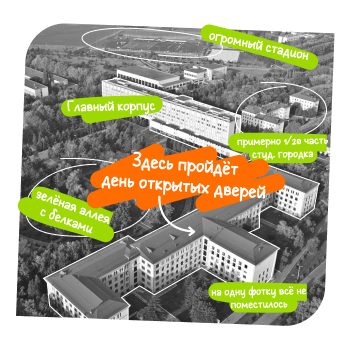 огромный стадион
Главный корпус
примерно 1/20 часть
студ. городка
Здесь пройдёт
день открытых дверей
зелёная аллея
с белками
на одну фотку всё не
поместилось